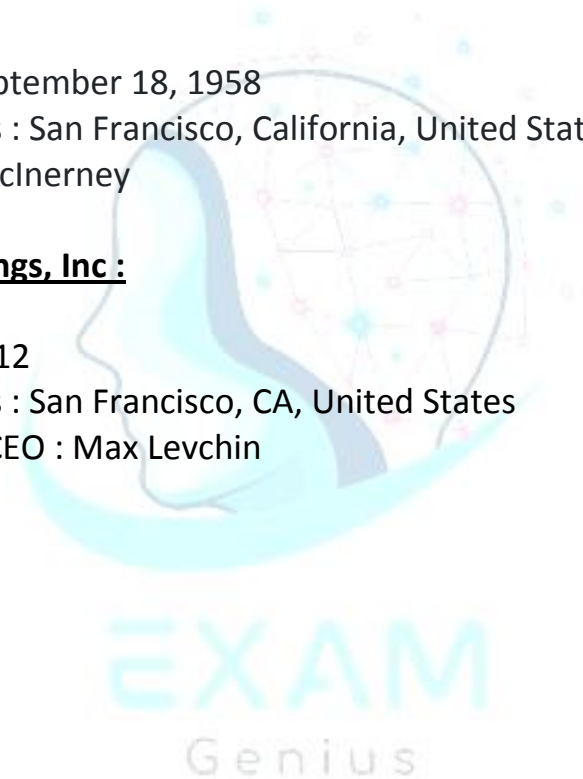 ptember 18, 1958
s : San Francisco, California, United Stat
cInerney
ngs, Inc :
12
s : San Francisco, CA, United States
CEO : Max Levchin
EXAM
Genius